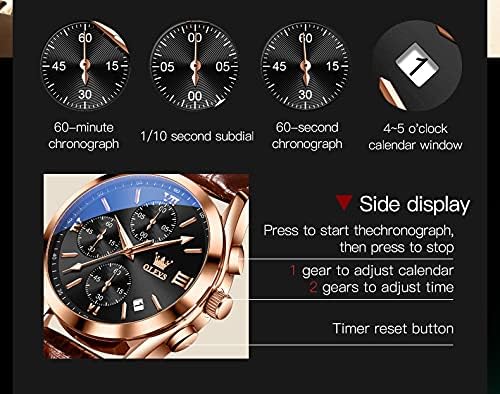 60
45
15
30
00
05
05
00
60
45
15
30
1
60-minute
chronograph
1/10 second subdial
60-second
chronograph
4~5 o'clock
calendar window
OLEVS
Side display
Press to start thechronograph,
then press to stop
1 gear to adjust calendar
2 gears to adjust time
Timer reset button